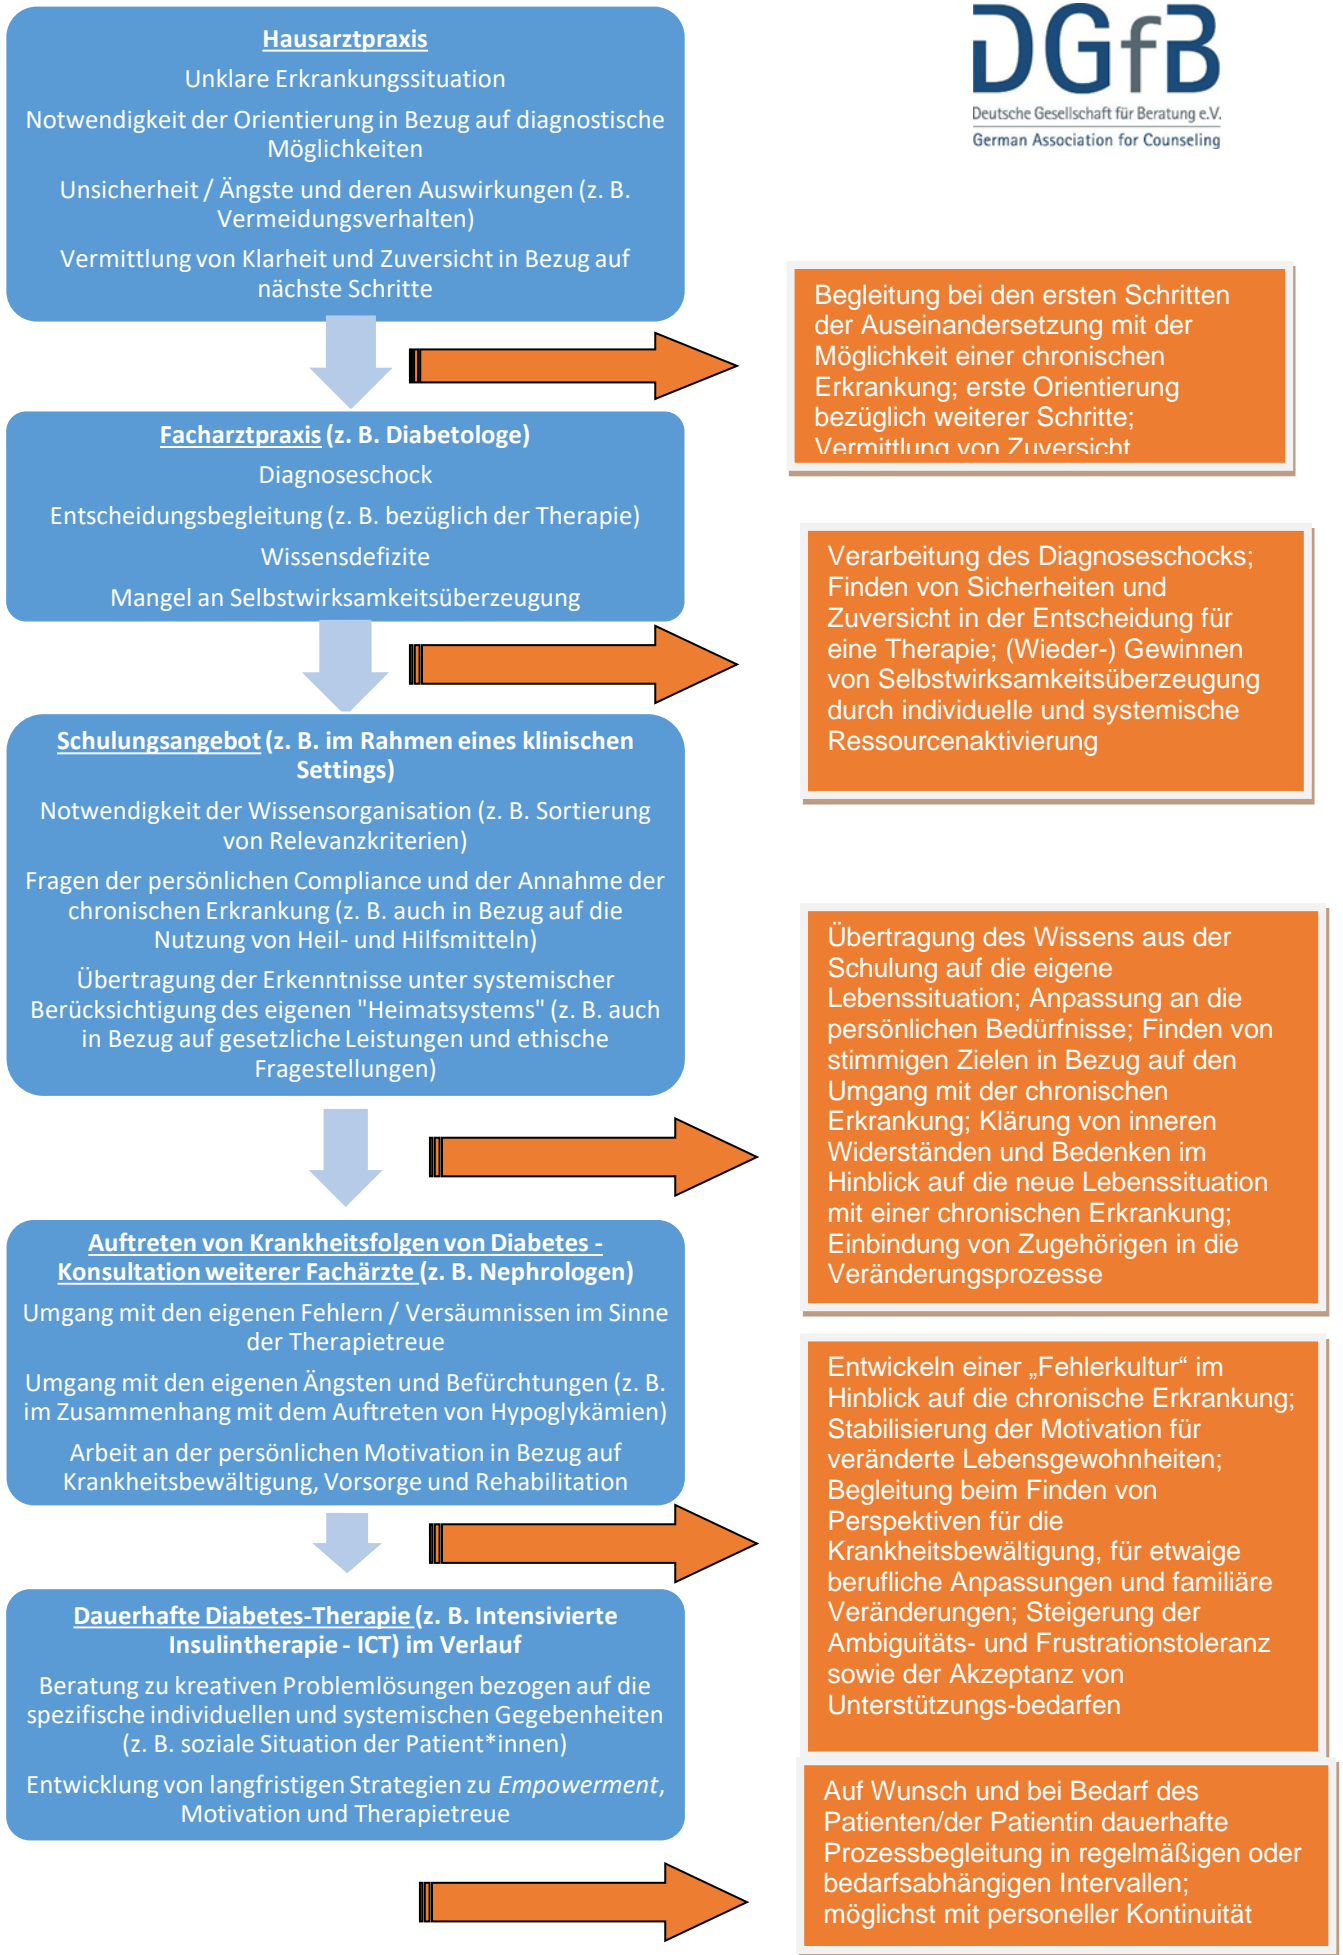 Hausarztpraxis
Unklare Erkrankungssituation
Notwendigkeit der Orientierung in Bezug auf diagnostische
Möglichkeiten
Unsicherheit / Ängste und deren Auswirkungen (z. B.
Vermeidungsverhalten)
Vermittlung von Klarheit und Zuversicht in Bezug auf
nächste Schritte
DGfB
Deutsche Gesellschaft für Beratung e.V.
German Association for Counseling
Begleitung bei den ersten Schritten
der Auseinandersetzung mit der
Möglichkeit einer chronischen
Erkrankung; erste Orientierung
bezüglich weiterer Schritte;
Vermittlung von Zuversicht
Facharztpraxis (z. B. Diabetologe)
Diagnoseschock
Entscheidungsbegleitung (z. B. bezüglich der Therapie)
Wissensdefizite
Mangel an Selbstwirksamkeitsüberzeugung
Verarbeitung des Diagnoseschocks;
Finden von Sicherheiten und
Zuversicht in der Entscheidung für
eine Therapie; (Wieder-) Gewinnen
von Selbstwirksamkeitsüberzeugung
durch individuelle und systemische
Ressourcenaktivierung
Schulungsangebot (z. B. im Rahmen eines klinischen
Settings)
Notwendigkeit der Wissensorganisation (z. B. Sortierung
von Relevanzkriterien)
Fragen der persönlichen Compliance und der Annahme der
chronischen Erkrankung (z. B. auch in Bezug auf die
Nutzung von Heil- und Hilfsmitteln)
Übertragung der Erkenntnisse unter systemischer
Berücksichtigung des eigenen "Heimatsystems" (z. B. auch
in Bezug auf gesetzliche Leistungen und ethische
Fragestellungen)
Übertragung des Wissens aus der
Schulung auf die eigene
Lebenssituation; Anpassung an die
persönlichen Bedürfnisse; Finden von
stimmigen Zielen in Bezug auf den
Umgang mit der chronischen
Erkrankung; Klärung von inneren
Widerständen und Bedenken im
Hinblick auf die neue Lebenssituation
mit einer chronischen Erkrankung;
Einbindung von Zugehörigen in die
Veränderungsprozesse
Auftreten von Krankheitsfolgen von Diabetes -
Konsultation weiterer Fachärzte (z. B. Nephrologen)
Umgang mit den eigenen Fehlern / Versäumnissen im Sinne
der Therapietreue
Umgang mit den eigenen Ängsten und Befürchtungen (z. B.
im Zusammenhang mit dem Auftreten von Hypoglykämien)
Arbeit an der persönlichen Motivation in Bezug auf
Krankheitsbewältigung, Vorsorge und Rehabilitation
Entwickeln einer „Fehlerkultur“ im
Hinblick auf die chronische Erkrankung;
Stabilisierung der Motivation für
veränderte Lebensgewohnheiten;
Begleitung beim Finden von
Perspektiven für die
Krankheitsbewältigung, für etwaige
berufliche Anpassungen und familiäre
Veränderungen; Steigerung der
Ambiguitäts- und Frustrationstoleranz
sowie der Akzeptanz von
Unterstützungs-bedarfen
Dauerhafte Diabetes-Therapie (z. B. Intensivierte
Insulintherapie - ICT) im Verlauf
Beratung zu kreativen Problemlösungen bezogen auf die
spezifische individuellen und systemischen Gegebenheiten
(z. B. soziale Situation der Patient*innen)
Entwicklung von langfristigen Strategien zu Empowerment,
Motivation und Therapietreue
Auf Wunsch und bei Bedarf des
Patienten/der Patientin dauerhafte
Prozessbegleitung in regelmäßigen oder
bedarfsabhängigen Intervallen;
möglichst mit personeller Kontinuität